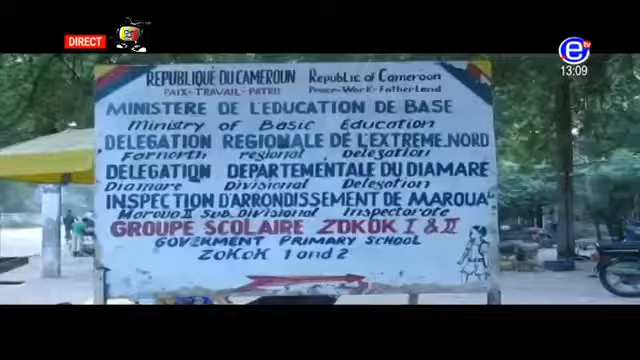 DIRECT
e tv
13:09
REPUBLIQUE DU CAMEROUN Republic of Cameroon
PAIX-TRAVAIL-PATRIE Peace-Work-Fatherland
MINISTERE DE L'EDUCATION DE BASE
Ministry of Basic Education
DELEGATION REGIONALE DE L'EXTREME-NORD
Farnorth regional Delegation
DELEGATION DEPARTEMENTALE DU DIAMARE
Diamare Divisional Delegation
INSPECTION D'ARRONDISSEMENT DE MAROUA
Maroua II Sub.Divisional Inspectorate
GROUPE SCOLAIRE ZOKOK I & II
GOVERMENT PRIMARY SCHOOL
ZOKOK 1 and 2